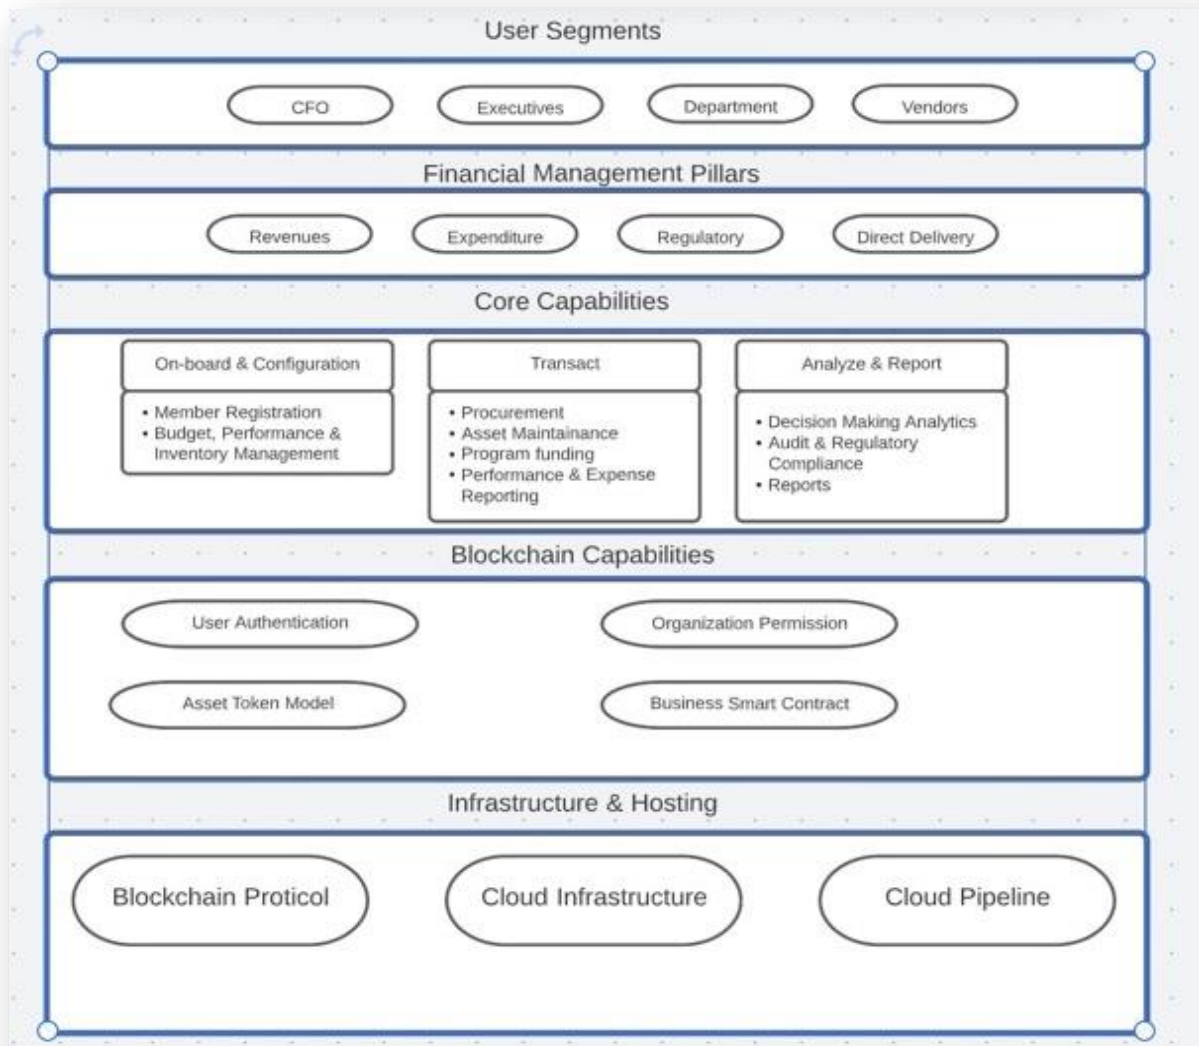 User Segments
CFO
Executives
Department
Vendors
Financial Management Pillars
Revenues
Expenditure
Regulatory
Direct Delivery
Core Capabilities
On-board & Configuration
• Member Registration
• Budget, Performance &
Inventory Management
Transact
• Procurement
• Asset Maintainance
• Program funding
• Performance & Expense
Reporting
Analyze & Report
• Decision Making Analytics
• Audit & Regulatory
Compliance
• Reports
Blockchain Capabilities
User Authentication
Organization Permission
Asset Token Model
Business Smart Contract
Infrastructure & Hosting
Blockchain Proticol
Cloud Infrastructure
Cloud Pipeline